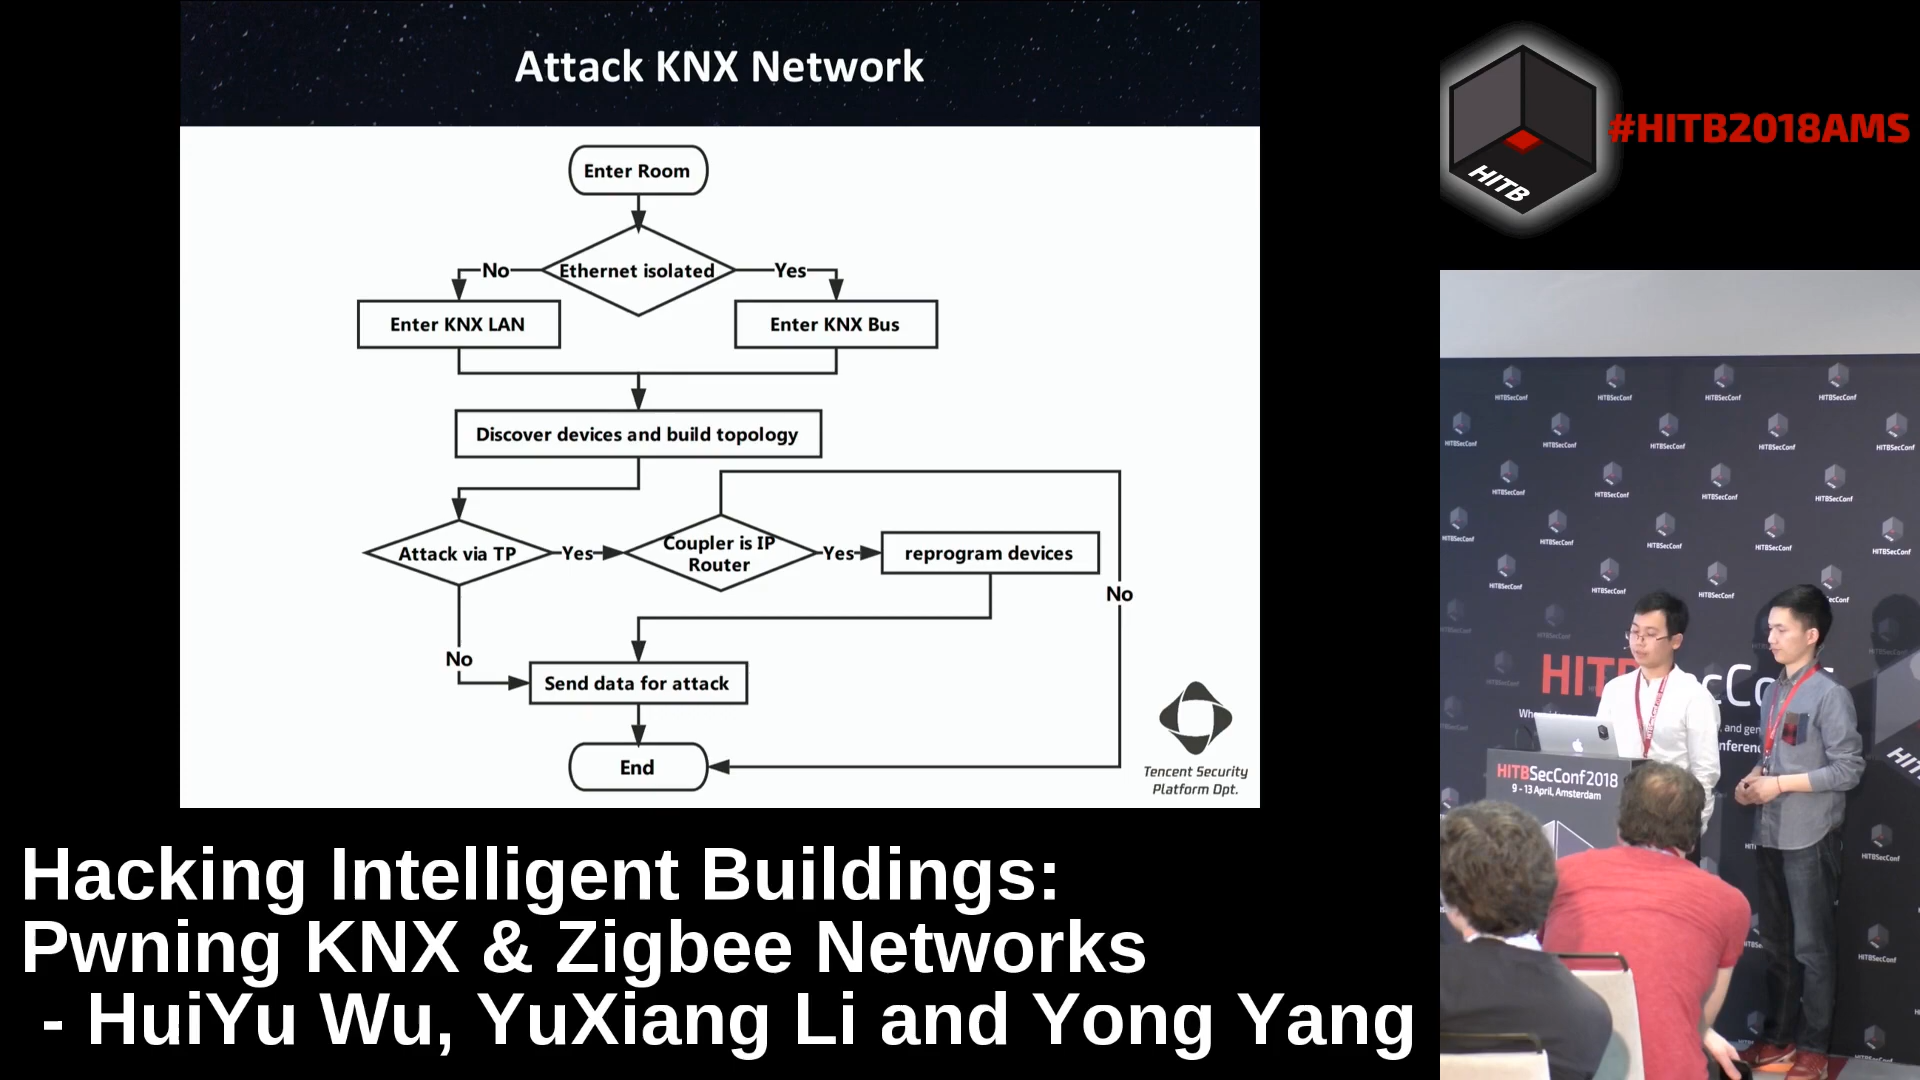 Attack KNX Network
Enter Room
Ethernet isolated
No
Yes
Enter KNX LAN
Enter KNX Bus
Discover devices and build topology
Attack via TP
Yes
Coupler is IP
Router
Yes
reprogram devices
No
No
Send data for attack
End
Tencent Security
Platform Dpt.
HITB
#HITB2018AMS
HITBSecConf
HITBSecConf2018
9 - 13 April, Amsterdam
Hacking Intelligent Buildings:
Pwning KNX & Zigbee Networks
- HuiYu Wu, YuXiang Li and Yong Yang